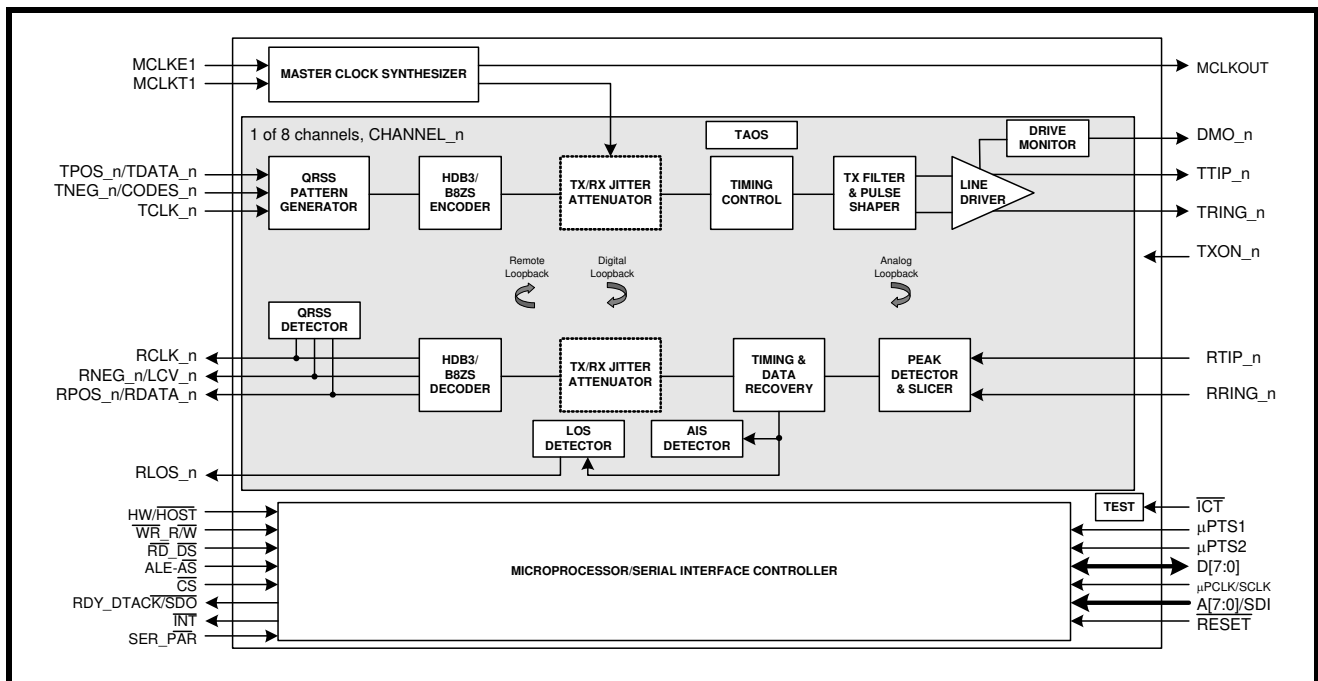 MCLKE1
MCLKT1
MASTER CLOCK SYNTHESIZER
MCLKOUT
1 of 8 channels, CHANNEL_n
TAOS
DRIVE
MONITOR
DMO_n
TPOS_n/TDATA_n
TNEG_n/CODES_n
TCLK_n
QRSS
PATTERN
GENERATOR
HDB3/
B8ZS
ENCODER
TX/RX JITTER
ATTENUATOR
TIMING
CONTROL
TX FILTER
& PULSE
SHAPER
LINE
DRIVER
TTIP_n
TRING_n
TXON_n
Remote
Loopback
Digital
Loopback
Analog
Loopback
QRSS
DETECTOR
RCLK_n
RNEG_n/LCV_n
RPOS_n/RDATA_n
HDB3/
B8ZS
DECODER
TX/RX JITTER
ATTENUATOR
TIMING &
DATA
RECOVERY
PEAK
DETECTOR
& SLICER
RTIP_n
RRING_n
LOS
DETECTOR
AIS
DETECTOR
RLOS_n
TEST
ICT
HW/HOST
WR_R/W
RD_DS
ALE-AS
CS
RDY_DTACK/SDO
INT
SER_PAR
MICROPROCESSOR/SERIAL INTERFACE CONTROLLER
µPTS1
µPTS2
D[7:0]
µPCLK/SCLK
A[7:0]/SDI
RESET